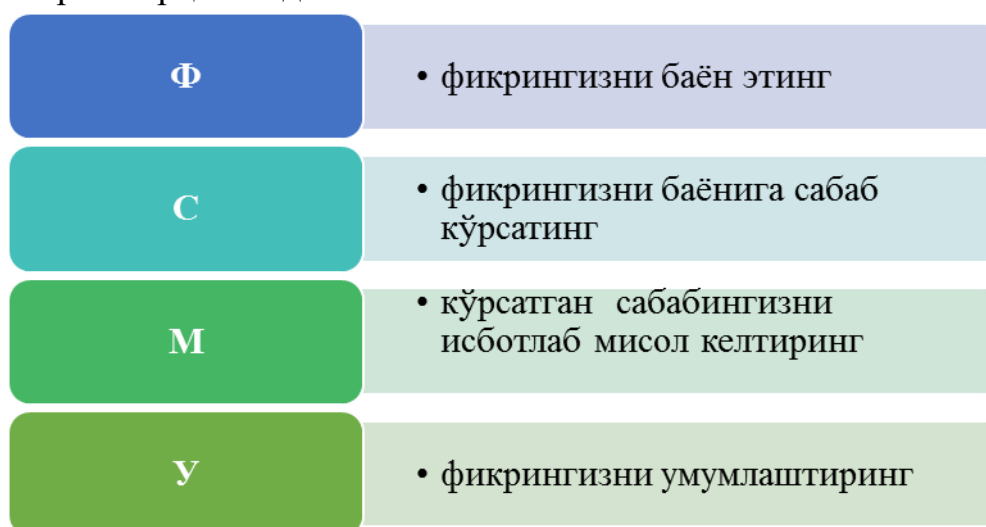 Ф
• фикрингизни баён этинг
С
• фикрингизни баёнига сабаб
кўрсатинг
М
• кўрсатган сабабингизни
исботлаб мисол келтиринг
У
• фикрингизни умумлаштиринг